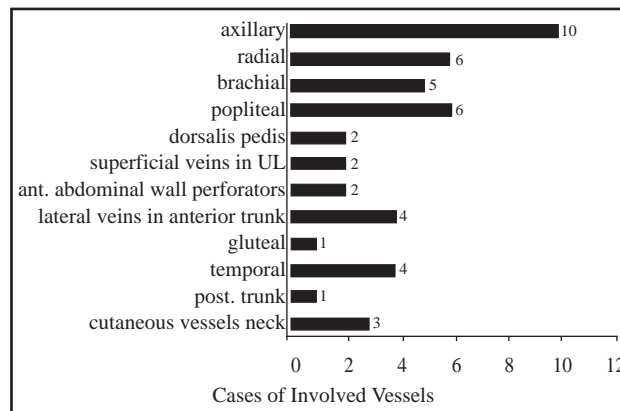 axillary 10
radial 6
brachial 5
popliteal 6
dorsalis pedis 2
superficial veins in UL 2
ant. abdominal wall perforators 2
lateral veins in anterior trunk 4
gluteal 1
temporal 4
post. trunk 1
cutaneous vessels neck 3
0 2 4 6 8 10 12
Cases of Involved Vessels